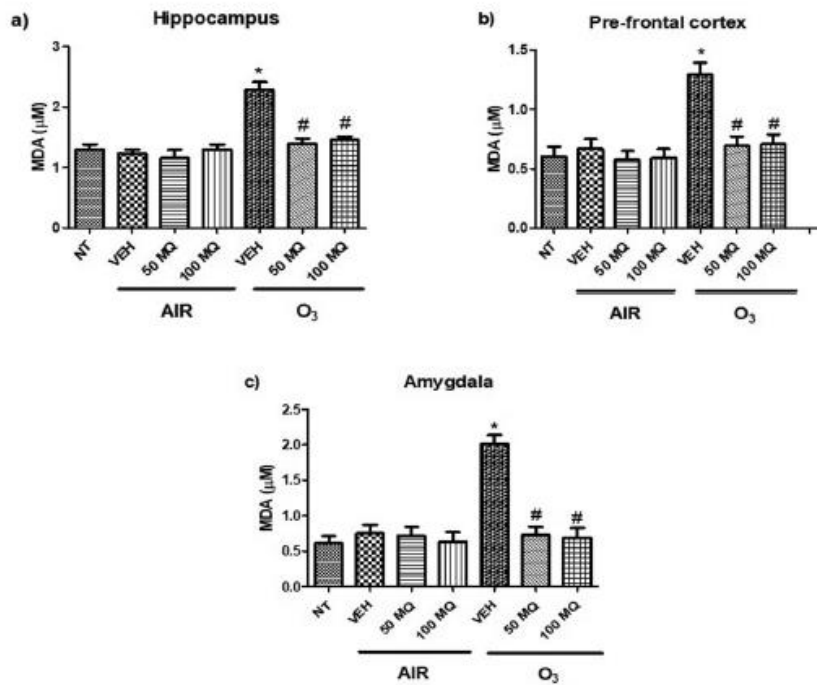 a)
Hippocampus
MDA (μM)
3
2
1
0
*
#
#
NT
VEH
50 MQ
100 MQ
VEH
50 MQ
100 MQ
AIR
O₃
b)
Pre-frontal cortex
MDA (μM)
1.5
1.0
0.5
0.0
*
#
#
NT
VEH
50 MQ
100 MQ
VEH
50 MQ
100 MQ
AIR
O₃
c)
Amygdala
MDA (μM)
2.5
2.0
1.5
1.0
0.5
0.0
*
#
#
NT
VEH
50 MQ
100 MQ
VEH
50 MQ
100 MQ
AIR
O₃